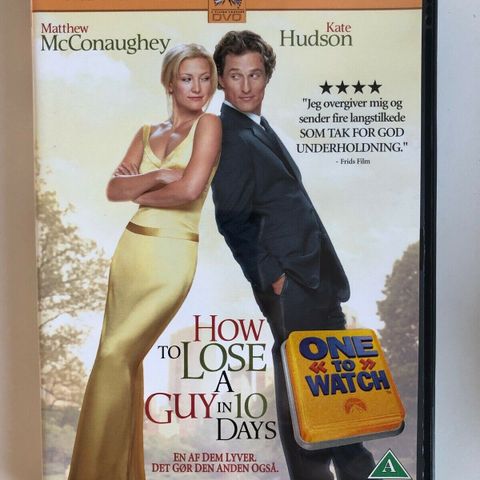 DVD
Matthew
McConaughey
Kate
Hudson
★★★★
"Jeg overgiver mig og
sender fire langstilkede
SOM TAK FOR GOD
UNDERHOLDNING."
- Frids Film
HOW
TO LOSE
A
GUY IN 10
DAYS
ONE
« TO »
WATCH
EN AF DEM LYVER.
DET GØR DEN ANDEN OGSÅ.
A